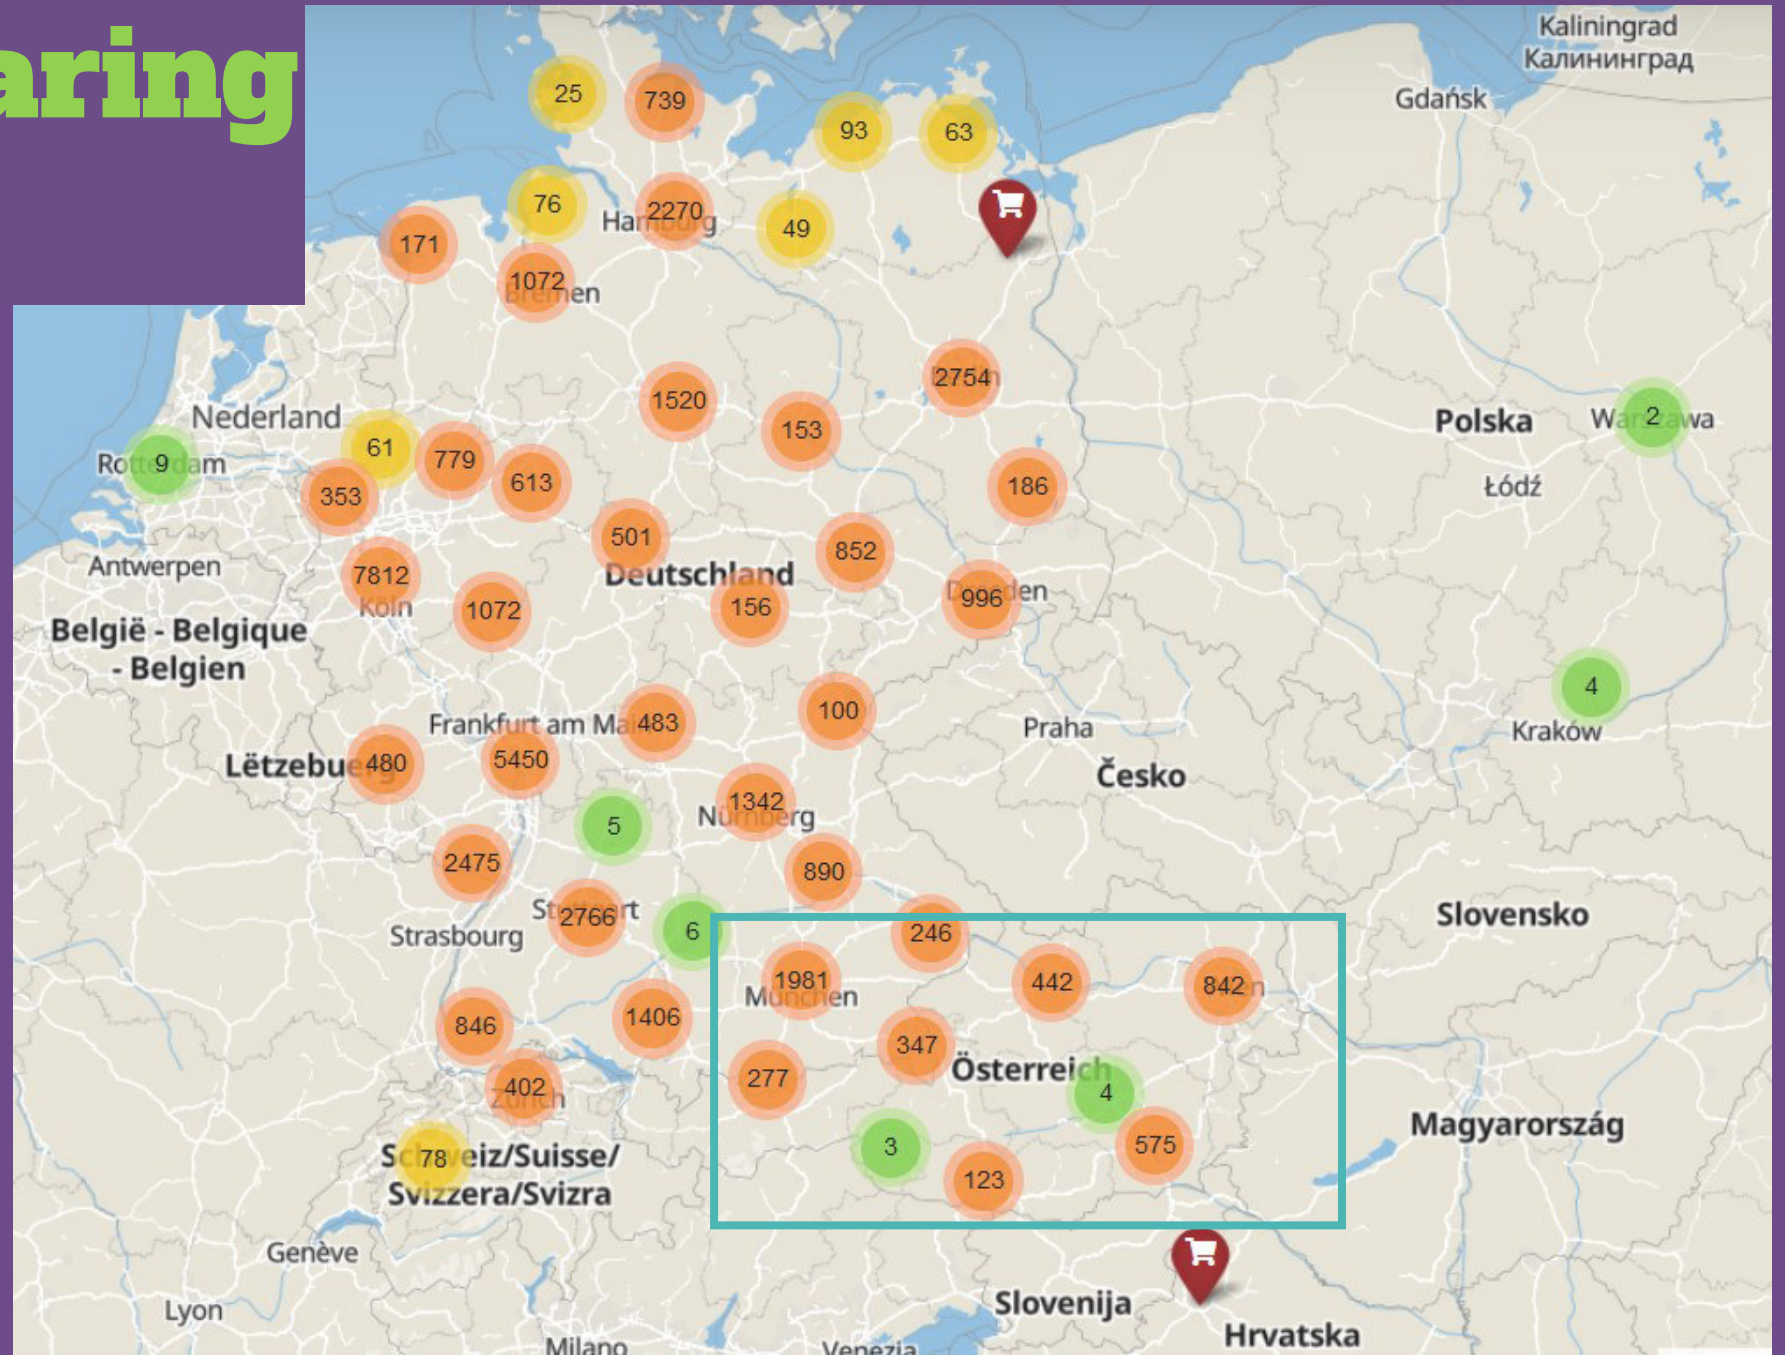 aring
Kaliningrad
Калининград
Gdańsk
25
739
93
63
76
2270
49
171
1072
2754
1520
153
Nederland
61
779
613
353
9
186
Polska
2
Łódź
501
852
Antwerpen
Deutschland
7812
Köln
1072
156
996
België - Belgique
- Belgien
4
Kraków
Frankfurt am Mai
483
100
Praha
Lëtzebue
480
5450
Česko
5
1342
Nürnberg
2475
890
2766
Strasbourg
6
246
Slovensko
1981
München
442
842
846
1406
347
277
Österreich
4
402
Zürich
3
575
Magyarország
78
Schweiz/Suisse/
Svizzera/Svizra
123
Genève
Lyon
Slovenija
Hrvatska
Milano
Venezia